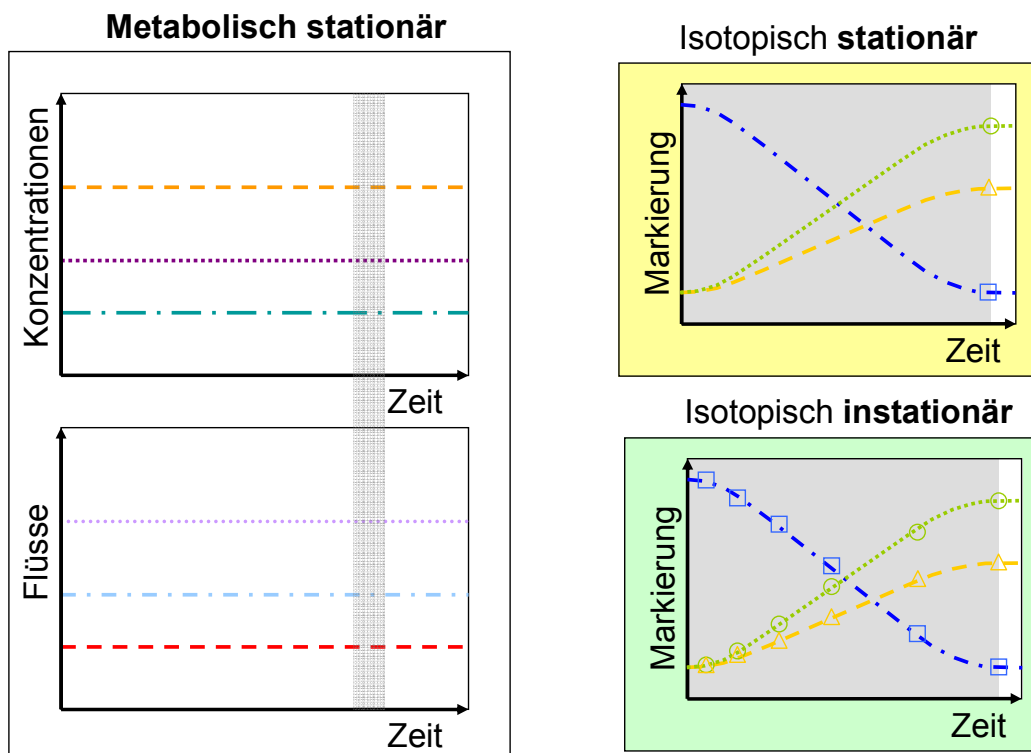 Metabolisch stationär
Konzentrationen
Zeit
Flüsse
Zeit
Isotopisch stationär
Markierung
Zeit
Isotopisch instationär
Markierung
Zeit